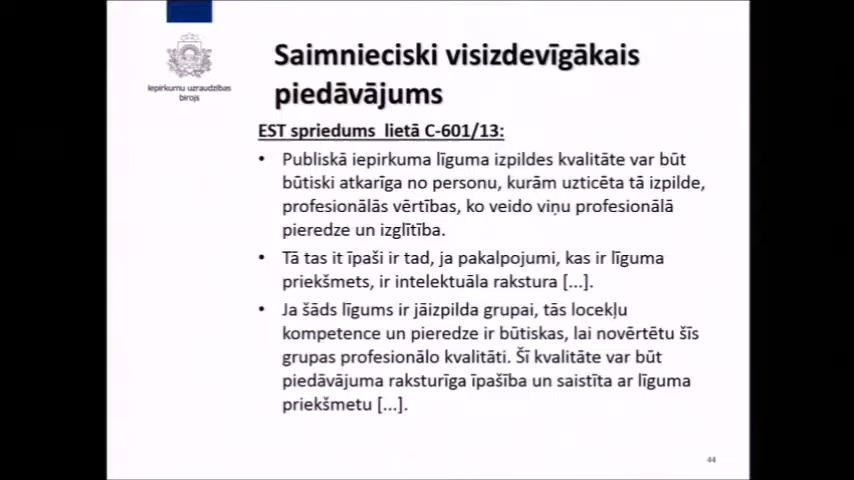 Iepirkumu uzraudzības
birojs
Saimnieciski visizdevīgākais
piedāvājums
EST spriedums lietā C-601/13:
• Publiskā iepirkuma līguma izpildes kvalitāte var būt
būtiski atkarīga no personu, kurām uzticēta tā izpilde,
profesionālās vērtības, ko veido viņu profesionālā
pieredze un izglītība.
• Tā tas it īpaši ir tad, ja pakalpojumi, kas ir līguma
priekšmets, ir intelektuāla rakstura [...].
• Ja šāds līgums ir jāizpilda grupai, tās locekļu
kompetence un pieredze ir būtiskas, lai novērtētu šīs
grupas profesionālo kvalitāti. Šī kvalitāte var būt
piedāvājuma raksturīga īpašība un saistīta ar līguma
priekšmetu [...].
44